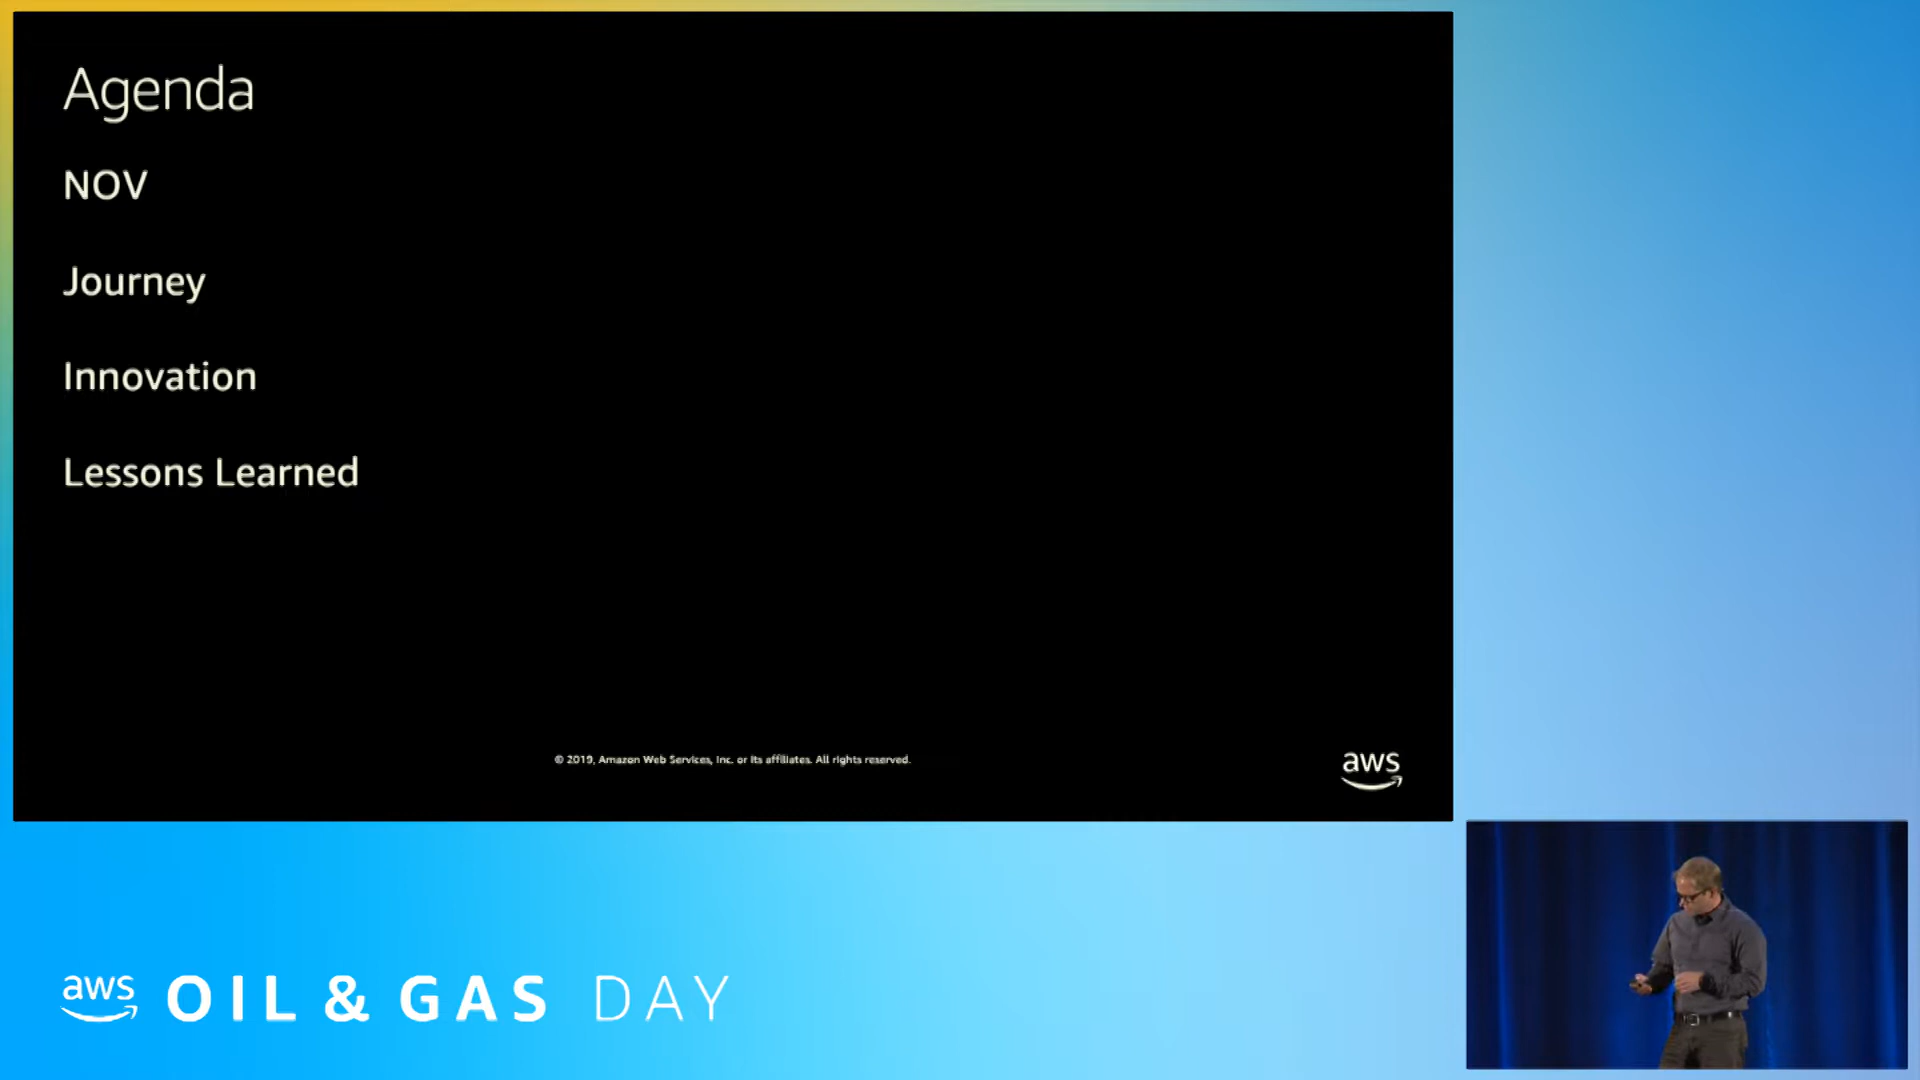 Agenda
NOV
Journey
Innovation
Lessons Learned
© 2019, Amazon Web Services, Inc. or its affiliates. All rights reserved.
aws
aws OIL & GAS DAY